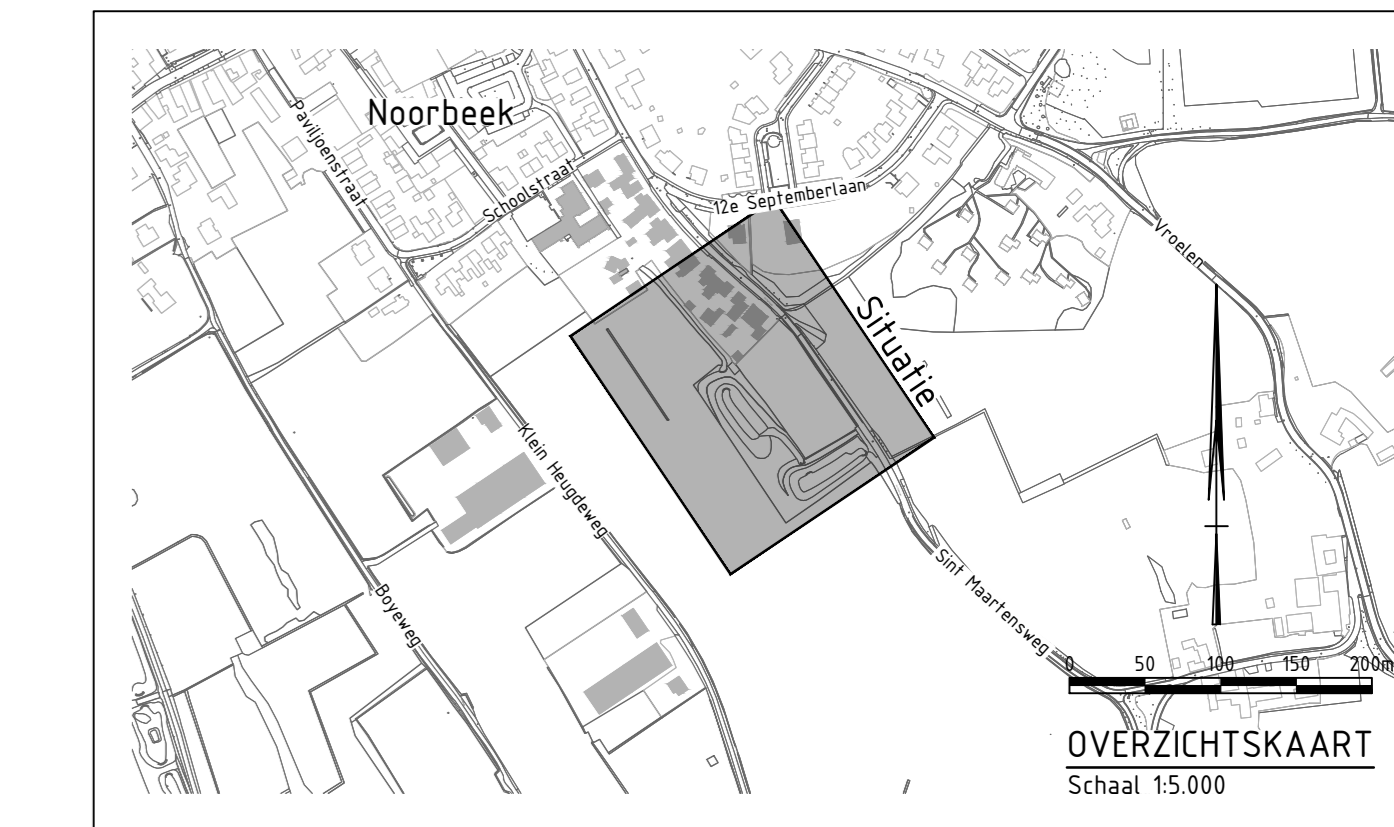 Noorbeek
Paviljoenstraat
Schoolstraat
12e Septemberlaan
Vroelen
Situatie
Klein Heugdeweg
Boyeweg
Sint Maartensweg
0 50 100 150 200m
OVERZICHTSKAART
Schaal 1:5.000